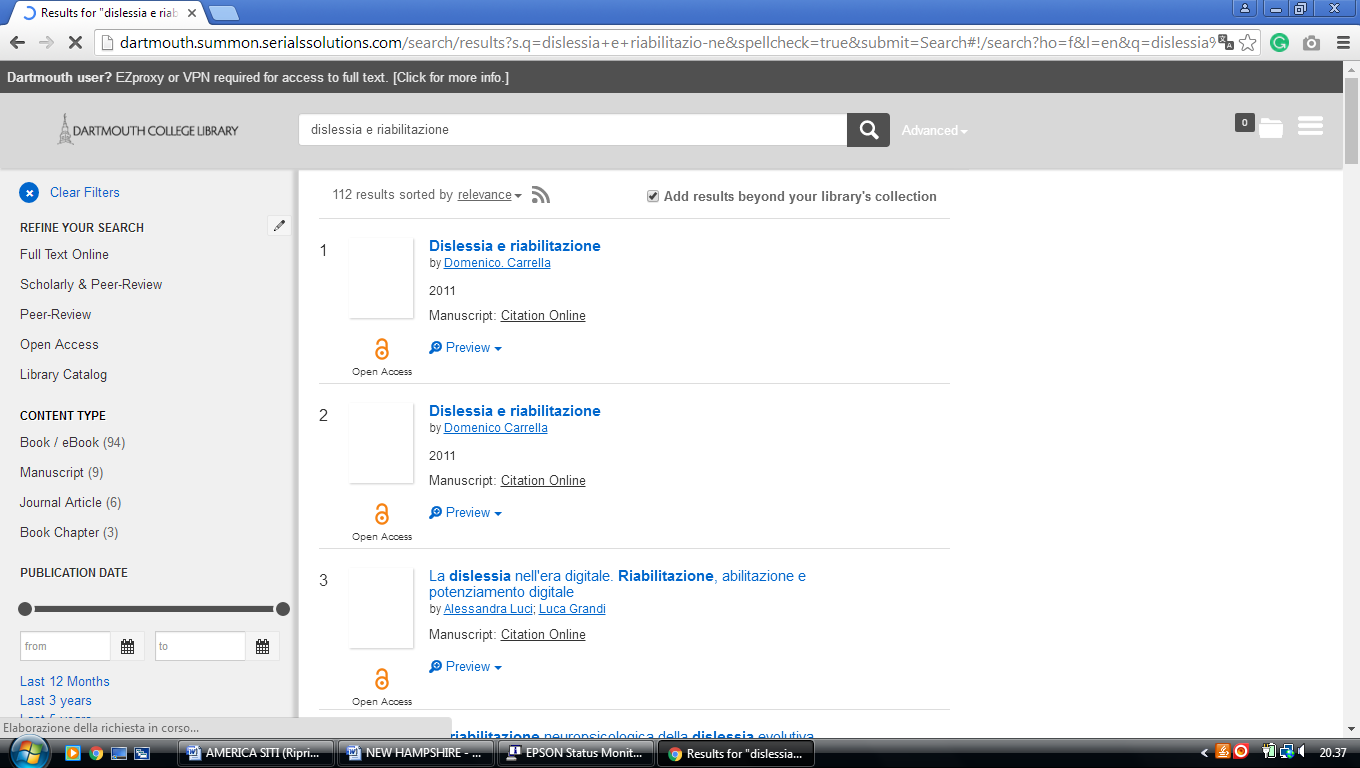 Results for "dislessia e riab
dartmouth.summon.serialssolutions.com/search/results?s.q=dislessia+e+riabilitazio-ne&spellcheck=true&submit=Search#!/search?ho=f&l=en&q=dislessia%
Dartmouth user? EZproxy or VPN required for access to full text. [Click for more info.]
DARTMOUTH COLLEGE LIBRARY
dislessia e riabilitazione
Advanced
0
Clear Filters
REFINE YOUR SEARCH
Full Text Online
Scholarly & Peer-Review
Peer-Review
Open Access
Library Catalog
CONTENT TYPE
Book / eBook (94)
Manuscript (9)
Journal Article (6)
Book Chapter (3)
PUBLICATION DATE
from
to
Last 12 Months
Last 3 years
Last 5 years
112 results sorted by relevance
Add results beyond your library's collection
1
Dislessia e riabilitazione
by Domenico. Carrella
2011
Manuscript: Citation Online
Preview
Open Access
2
Dislessia e riabilitazione
by Domenico Carrella
2011
Manuscript: Citation Online
Preview
Open Access
3
La dislessia nell'era digitale. Riabilitazione, abilitazione e
potenziamento digitale
by Alessandra Luci; Luca Grandi
Manuscript: Citation Online
Preview
Open Access
riabilitazione neuropsicologica della dislessia evolutiva
Elaborazione della richiesta in corso...
AMERICA SITI (Ripri...
NEW HAMPSHIRE - ...
EPSON Status Monit...
Results for "dislessia...
20.37